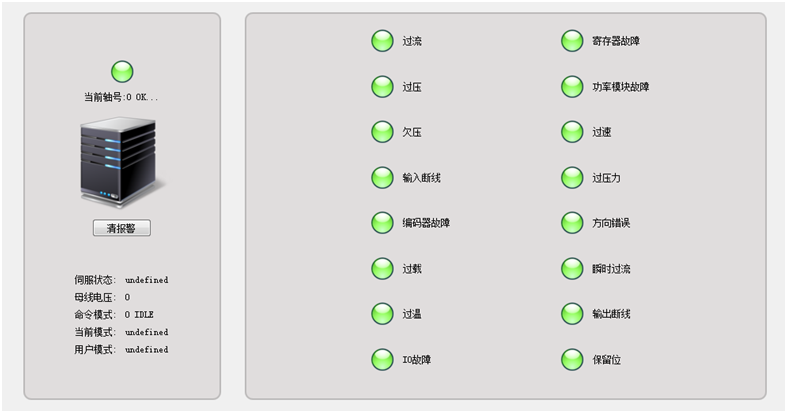 当前轴号:0 OK...
清报警
伺服状态: undefined
母线电压: 0
命令模式: 0 IDLE
当前模式: undefined
用户模式: undefined
过流
寄存器故障
过压
功率模块故障
欠压
过速
输入断线
过压力
编码器故障
方向错误
过载
瞬时过流
过温
输出断线
IO故障
保留位